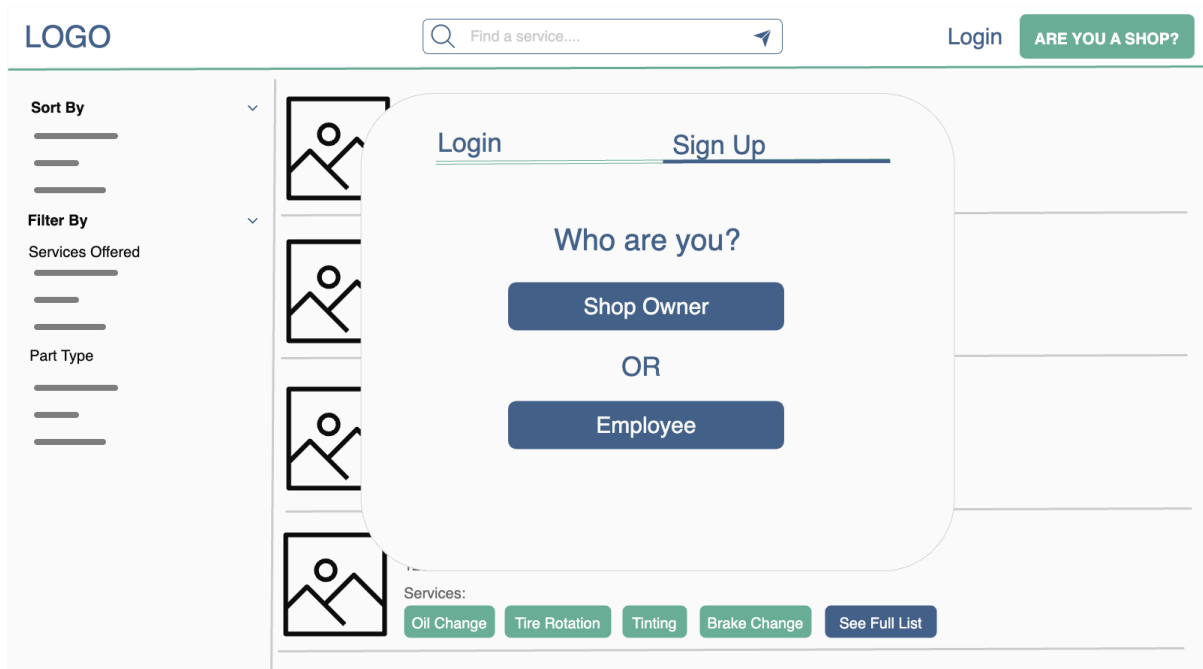 LOGO
Find a service....
Login
ARE YOU A SHOP?
Sort By
Filter By
Services Offered
Part Type
Login
Sign Up
Who are you?
Shop Owner
OR
Employee
Services:
Oil Change
Tire Rotation
Tinting
Brake Change
See Full List